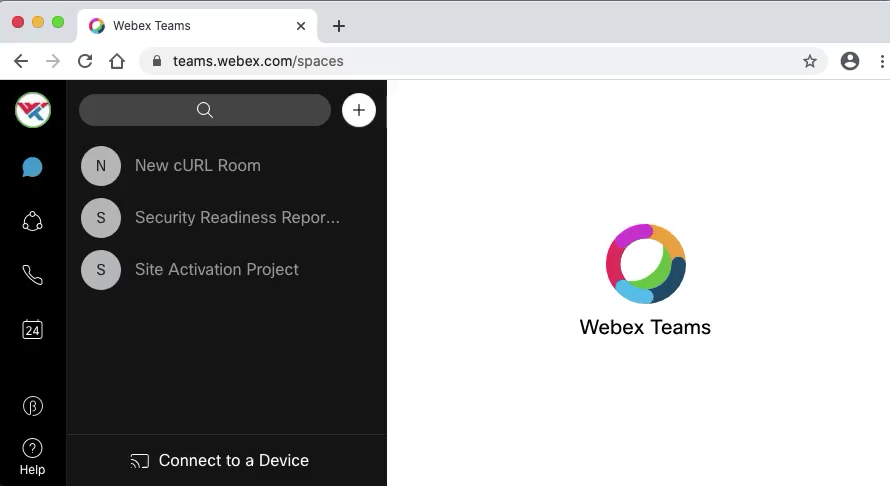 Webex Teams
teams.webex.com/spaces
N New cURL Room
S Security Readiness Repor...
S Site Activation Project
24
β
?
Help
Connect to a Device
Webex Teams